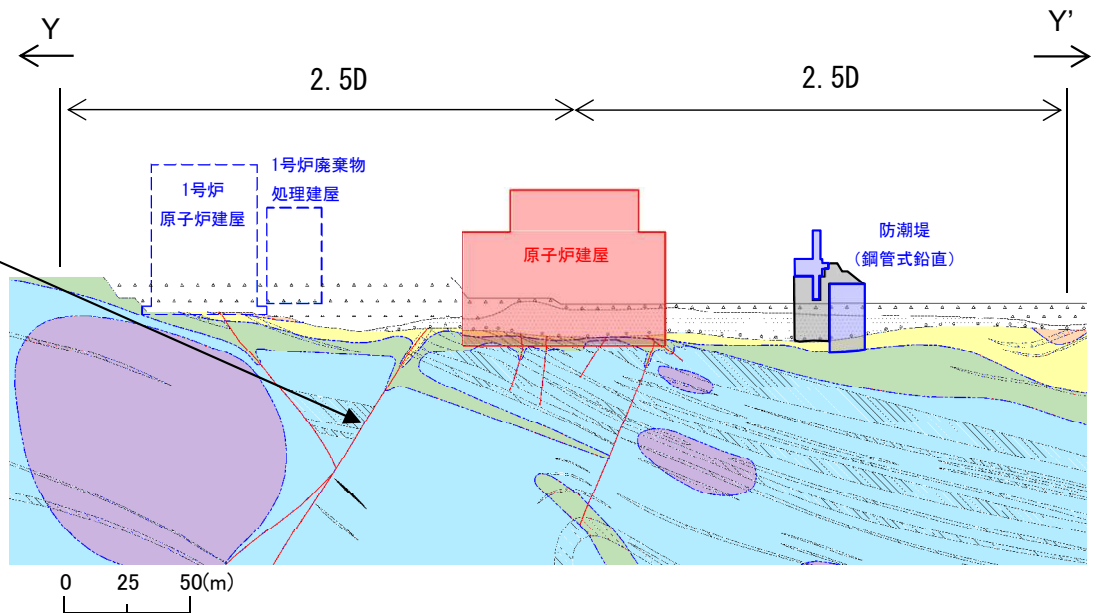 Y
Y'
2.5D
2.5D
1号炉廃棄物
処理建屋
1号炉
原子炉建屋
原子炉建屋
防潮堤
（鋼管式鉛直）
0 25 50(m)